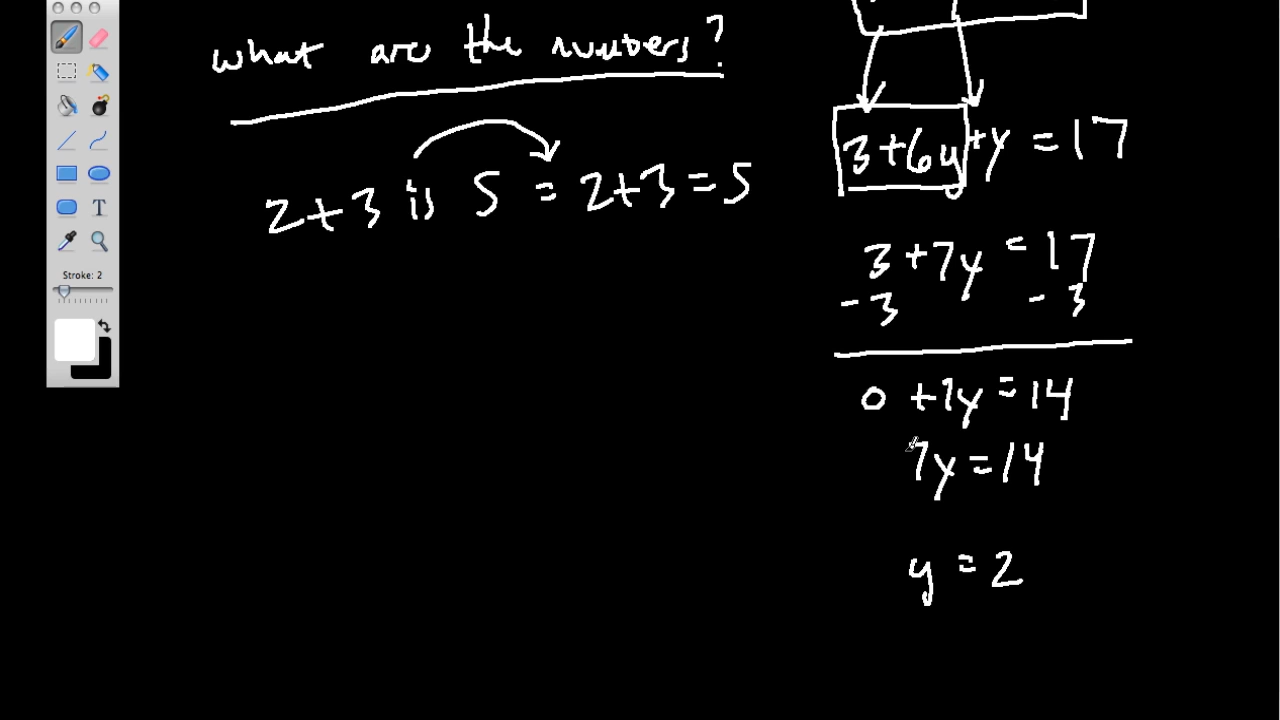 what are the numbers?
2+3 is 5 = 2+3=5
3+6y+y=17
3+7y=17
-3 -3
0+7y=14
7y=14
y=2
T
Stroke: 2